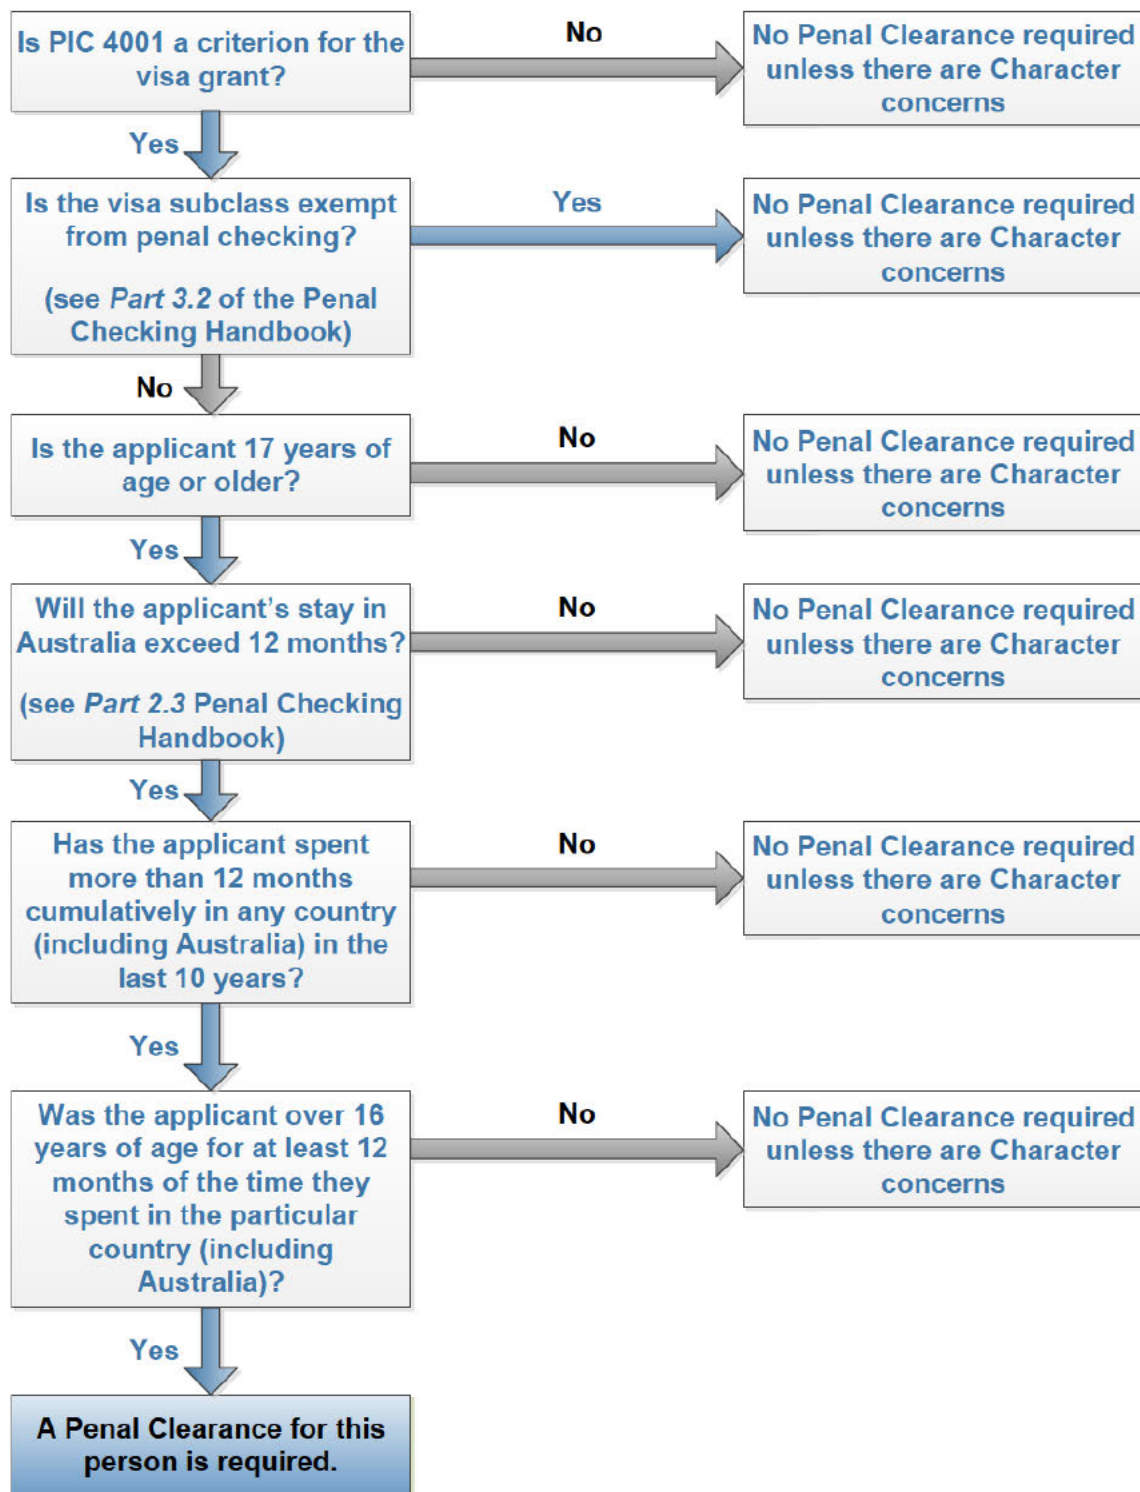 Is PIC 4001 a criterion for the
visa grant?
No
No Penal Clearance required
unless there are Character
concerns
Yes
Is the visa subclass exempt
from penal checking?
(see Part 3.2 of the Penal
Checking Handbook)
Yes
No Penal Clearance required
unless there are Character
concerns
No
Is the applicant 17 years of
age or older?
No
No Penal Clearance required
unless there are Character
concerns
Yes
Will the applicant's stay in
Australia exceed 12 months?
(see Part 2.3 Penal Checking
Handbook)
No
No Penal Clearance required
unless there are Character
concerns
Yes
Has the applicant spent
more than 12 months
cumulatively in any country
(including Australia) in the
last 10 years?
No
No Penal Clearance required
unless there are Character
concerns
Yes
Was the applicant over 16
years of age for at least 12
months of the time they
spent in the particular
country (including
Australia)?
No
No Penal Clearance required
unless there are Character
concerns
Yes
A Penal Clearance for this
person is required.